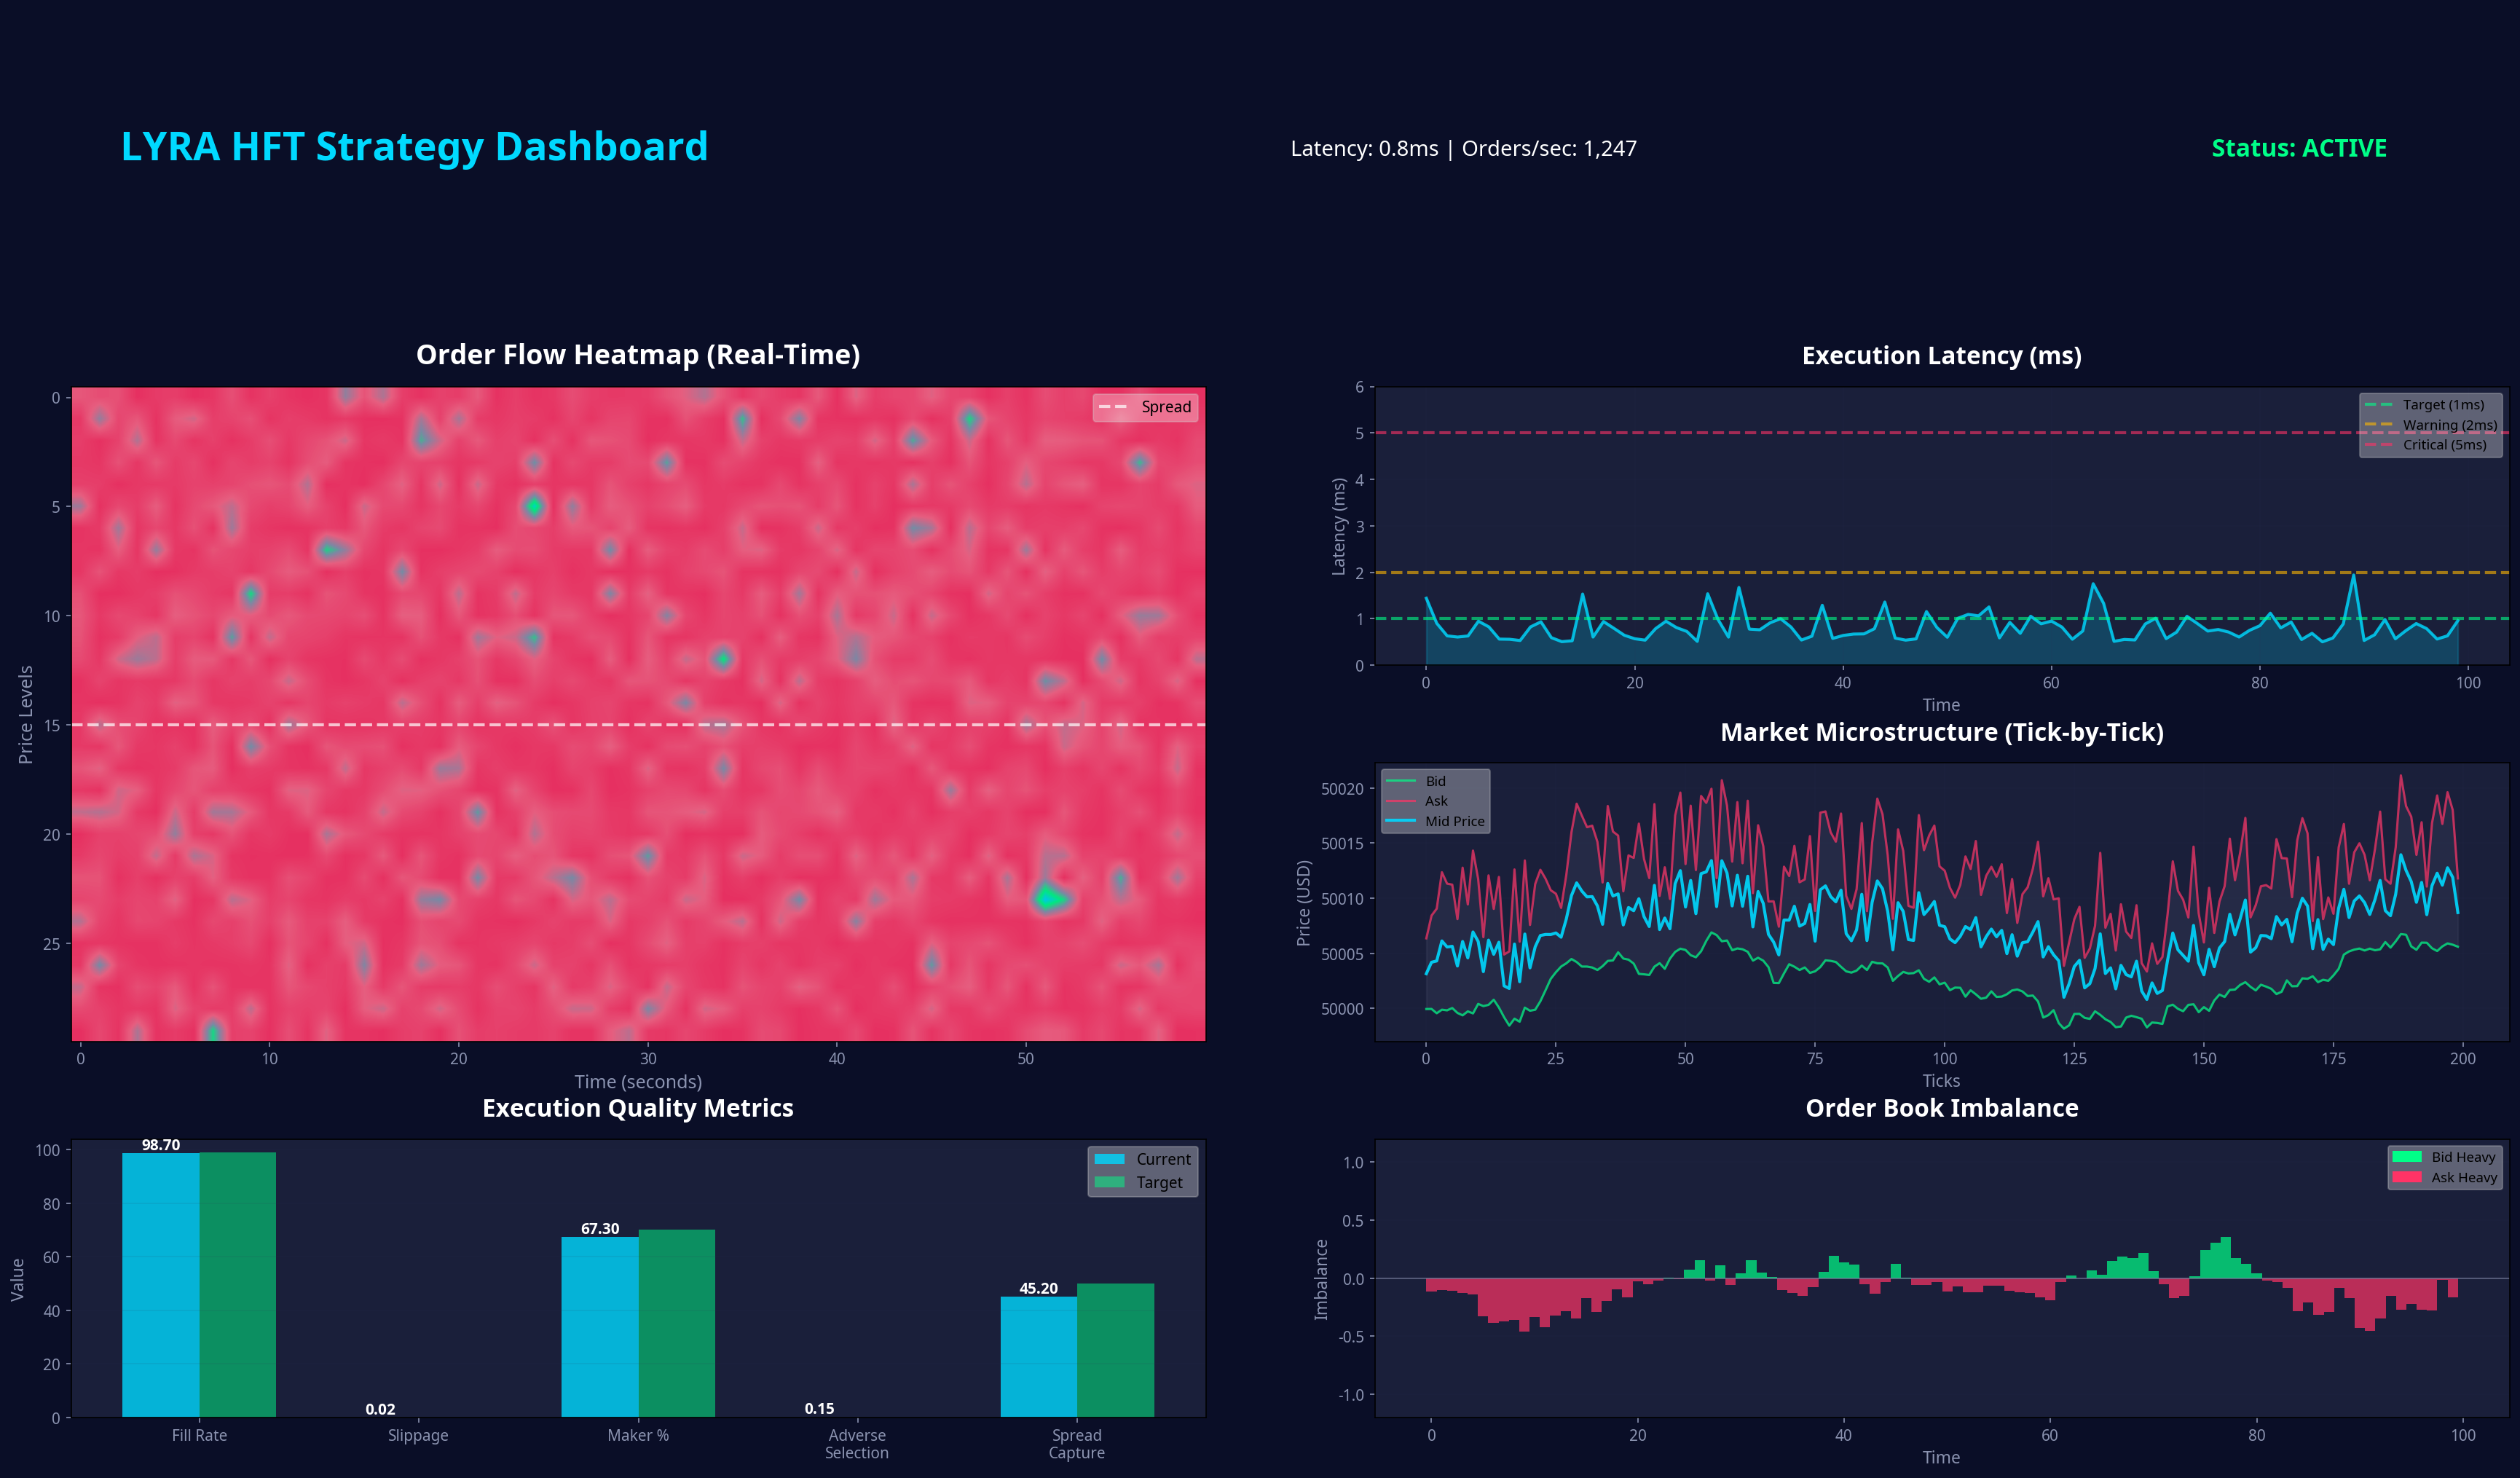 LYRA HFT Strategy Dashboard
Latency: 0.8ms | Orders/sec: 1,247
Status: ACTIVE
Order Flow Heatmap (Real-Time)
Spread
Price Levels
0
5
10
15
20
25
0
10
20
30
40
50
Time (seconds)
Execution Latency (ms)
Target (1ms)
Warning (2ms)
Critical (5ms)
Latency (ms)
6
5
4
3
2
1
0
0
20
40
60
80
100
Time
Market Microstructure (Tick-by-Tick)
Bid
Ask
Mid Price
Price (USD)
50020
50015
50010
50005
50000
0
25
50
75
100
125
150
175
200
Ticks
Execution Quality Metrics
Current
Target
Value
100
80
60
40
20
0
98.70
0.02
67.30
0.15
45.20
Fill Rate
Slippage
Maker %
Adverse
Selection
Spread
Capture
Order Book Imbalance
Bid Heavy
Ask Heavy
Imbalance
1.0
0.5
0.0
-0.5
-1.0
0
20
40
60
80
100
Time